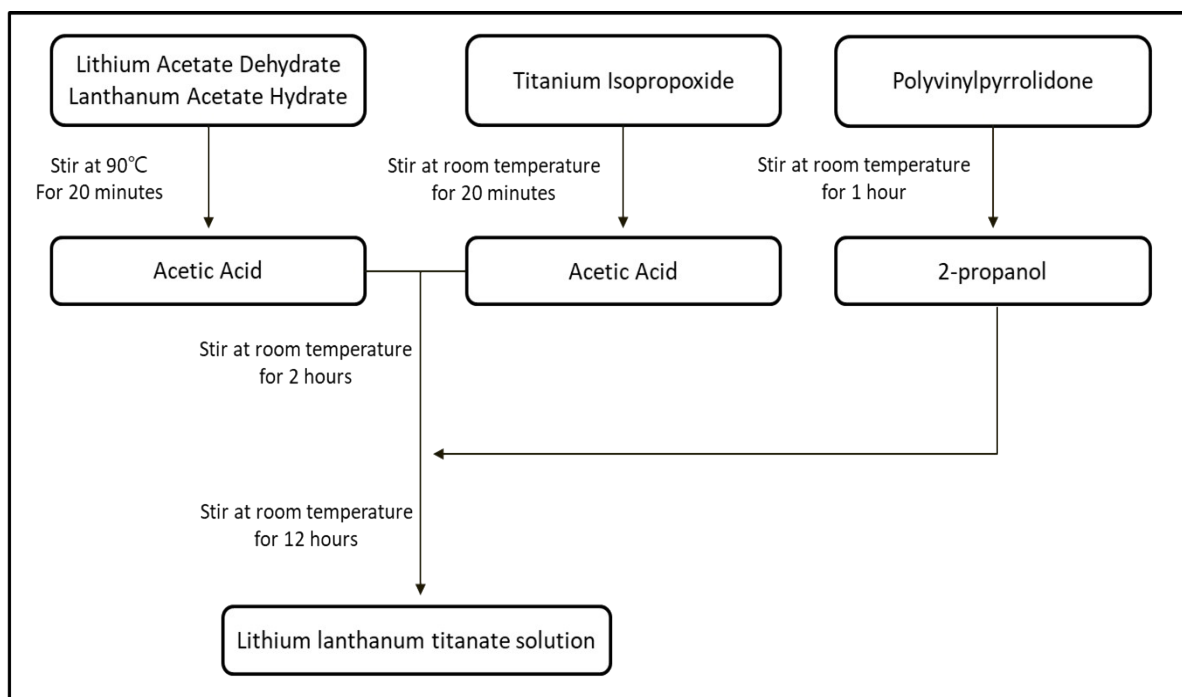 Lithium Acetate Dehydrate
Lanthanum Acetate Hydrate
Titanium Isopropoxide
Polyvinylpyrrolidone
Stir at 90℃
For 20 minutes
Stir at room temperature
for 20 minutes
Stir at room temperature
for 1 hour
Acetic Acid
Acetic Acid
2-propanol
Stir at room temperature
for 2 hours
Stir at room temperature
for 12 hours
Lithium lanthanum titanate solution